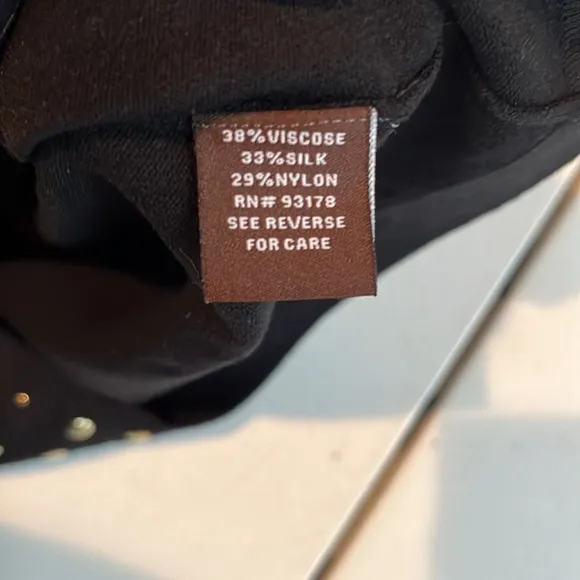 38%VISCOSE
33%SILK
29%NYLON
RN# 93178
SEE REVERSE
FOR CARE